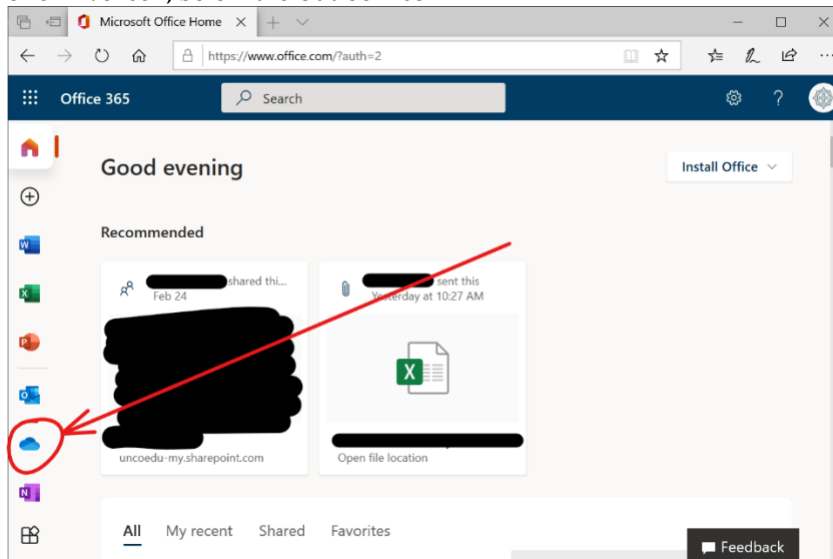 Microsoft Office Home
https://www.office.com/?auth=2
Office 365
Search
?
Good evening
Install Office
Recommended
shared thi...
Feb 24
sent this
Yesterday at 10:27 AM
uncoedu-my.sharepoint.com
Open file location
All My recent Shared Favorites
Feedback